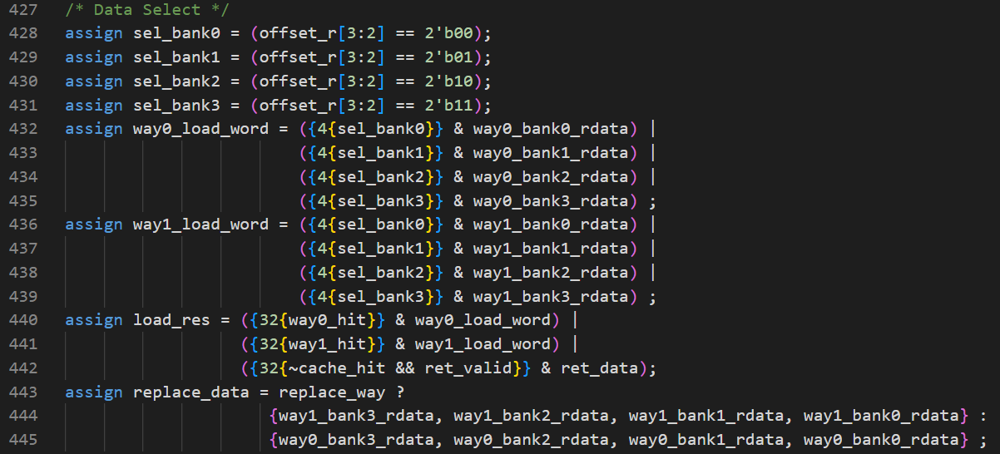 427 /* Data Select */
428 assign sel_bank0 = (offset_r[3:2] == 2'b00);
429 assign sel_bank1 = (offset_r[3:2] == 2'b01);
430 assign sel_bank2 = (offset_r[3:2] == 2'b10);
431 assign sel_bank3 = (offset_r[3:2] == 2'b11);
432 assign way0_load_word = ({4{sel_bank0}} & way0_bank0_rdata) |
433                         ({4{sel_bank1}} & way0_bank1_rdata) |
434                         ({4{sel_bank2}} & way0_bank2_rdata) |
435                         ({4{sel_bank3}} & way0_bank3_rdata) ;
436 assign way1_load_word = ({4{sel_bank0}} & way1_bank0_rdata) |
437                         ({4{sel_bank1}} & way1_bank1_rdata) |
438                         ({4{sel_bank2}} & way1_bank2_rdata) |
439                         ({4{sel_bank3}} & way1_bank3_rdata) ;
440 assign load_res = ({32{way0_hit}} & way0_load_word) |
441                   ({32{way1_hit}} & way1_load_word) |
442                   ({32{~cache_hit && ret_valid}} & ret_data);
443 assign replace_data = replace_way ?
444                      {way1_bank3_rdata, way1_bank2_rdata, way1_bank1_rdata, way1_bank0_rdata} :
445                      {way0_bank3_rdata, way0_bank2_rdata, way0_bank1_rdata, way0_bank0_rdata} ;